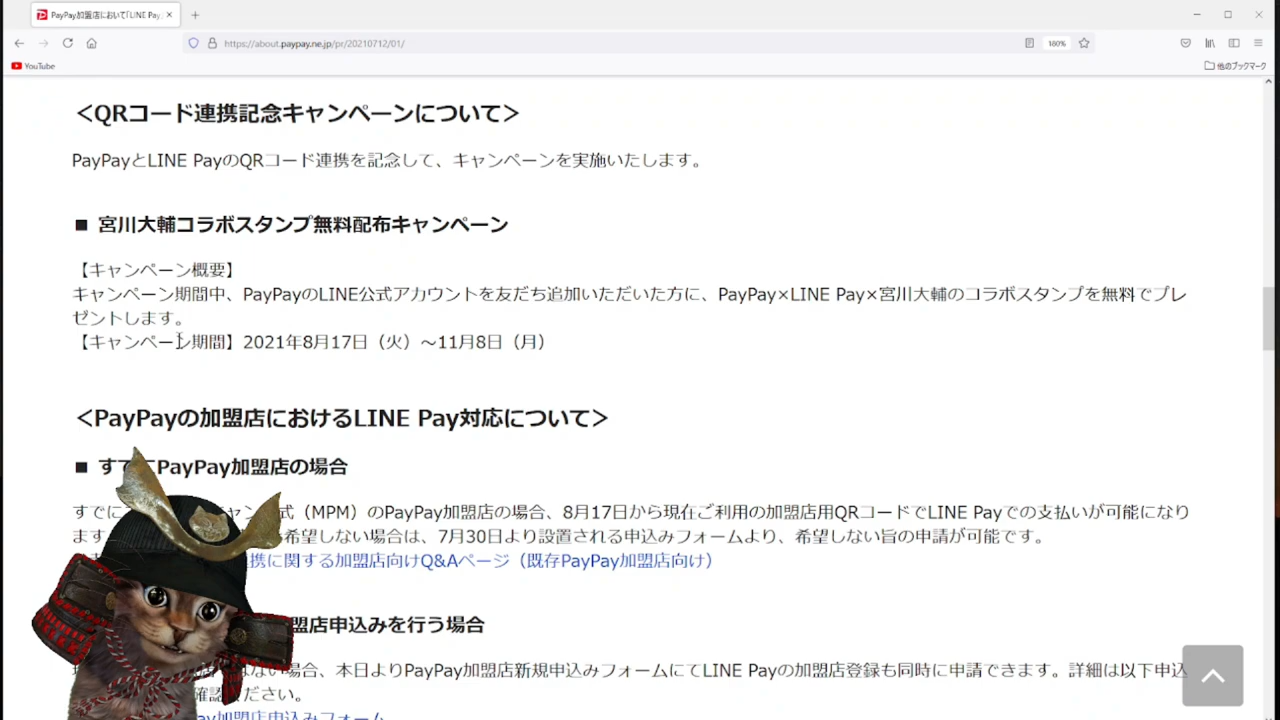 PayPay加盟店において「LINE Pay」
https://about.paypay.ne.jp/pr/20210712/01/
180%
YouTube
他のブックマーク
＜QRコード連携記念キャンペーンについて＞
PayPayとLINE PayのQRコード連携を記念して、キャンペーンを実施いたします。
■ 宮川大輔コラボスタンプ無料配布キャンペーン
【キャンペーン概要】
キャンペーン期間中、PayPayのLINE公式アカウントを友だち追加いただいた方に、PayPay×LINE Pay×宮川大輔のコラボスタンプを無料でプレ
ゼントします。
【キャンペーン期間】2021年8月17日（火）～11月8日（月）
＜PayPayの加盟店におけるLINE Pay対応について＞
■ すでにPayPay加盟店の場合
すでに キャン 式（MPM）のPayPay加盟店の場合、8月17日から現在ご利用の加盟店用QRコードでLINE Payでの支払いが可能になり
ます 希望しない場合は、7月30日より設置される申込みフォームより、希望しない旨の申請が可能です。
携に関する加盟店向けQ&Aページ（既存PayPay加盟店向け）
盟店申込みを行う場合
ない場合、本日よりPayPay加盟店新規申込みフォームにてLINE Payの加盟店登録も同時に申請できます。詳細は以下申込
確認ください。
ay加盟店申込みフォーム